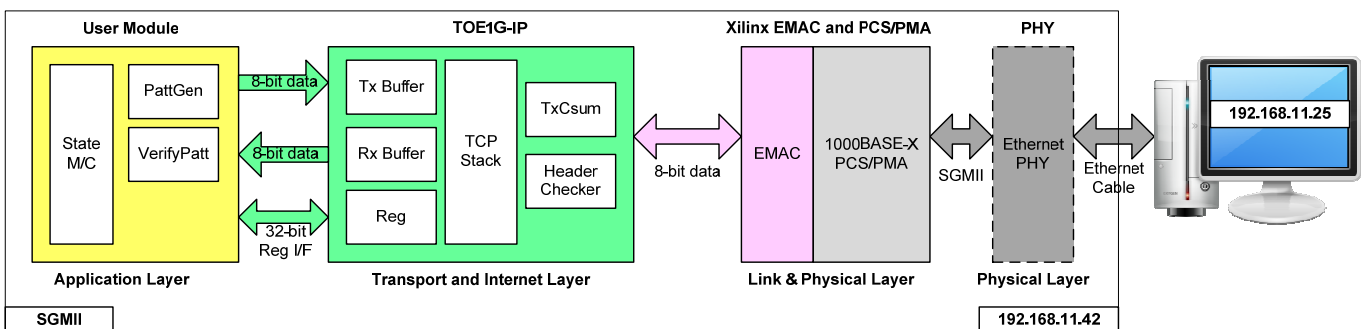 User Module
TOE1G-IP
Xilinx EMAC and PCS/PMA
PHY
State
M/C
PattGen
VerifyPatt
8-bit data
8-bit data
32-bit
Reg I/F
Tx Buffer
Rx Buffer
Reg
TCP
Stack
TxCsum
Header
Checker
8-bit data
EMAC
1000BASE-X
PCS/PMA
SGMII
Ethernet
PHY
Ethernet
Cable
192.168.11.25
Application Layer
Transport and Internet Layer
Link & Physical Layer
Physical Layer
SGMII
192.168.11.42